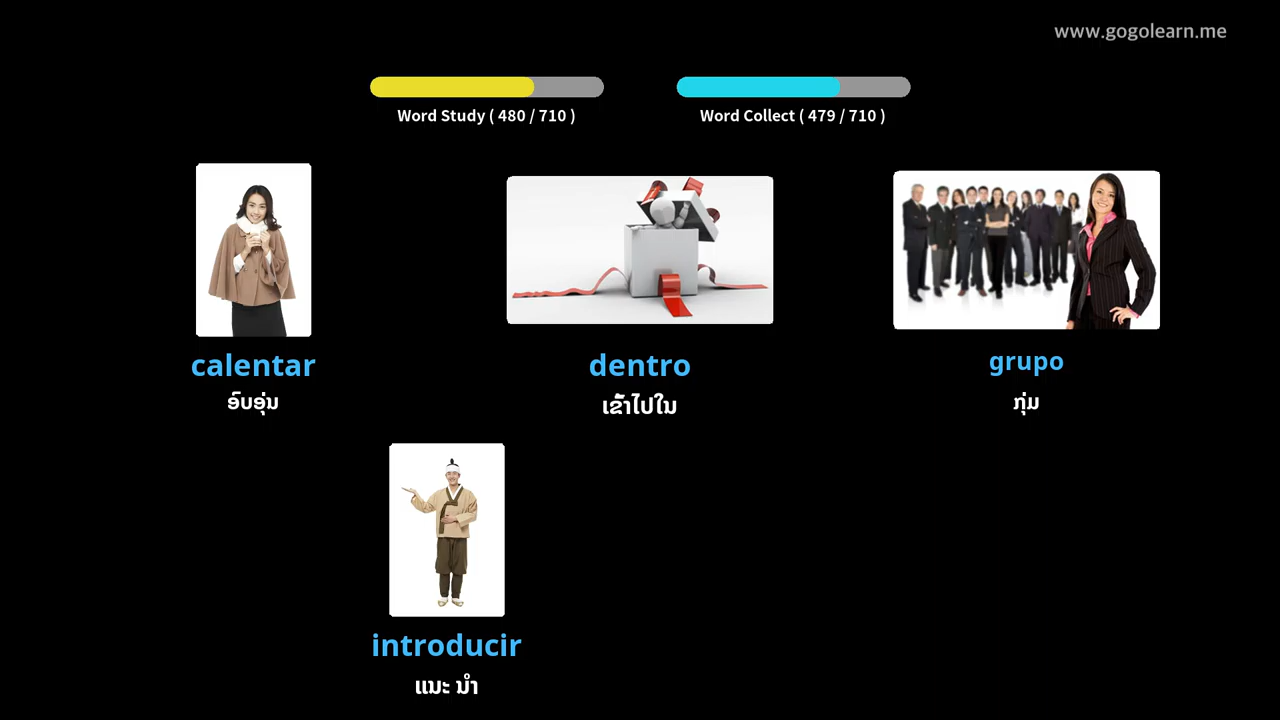 www.gogolearn.me
Word Study ( 480 / 710 )
Word Collect ( 479 / 710 )
calentar
ອົບອຸ່ນ
dentro
ເຂົ້າໄປໃນ
grupo
ກຸ່ມ
introducir
ແນະ ນຳ